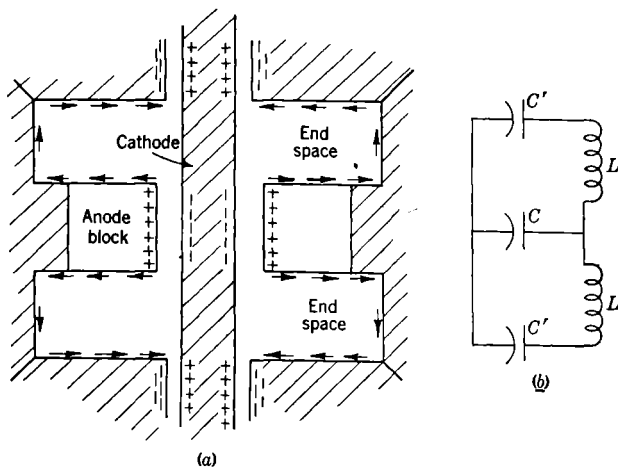 Cathode
End
space
Anode
block
End
space
(a)
C'
L
C
L
C'
(b)